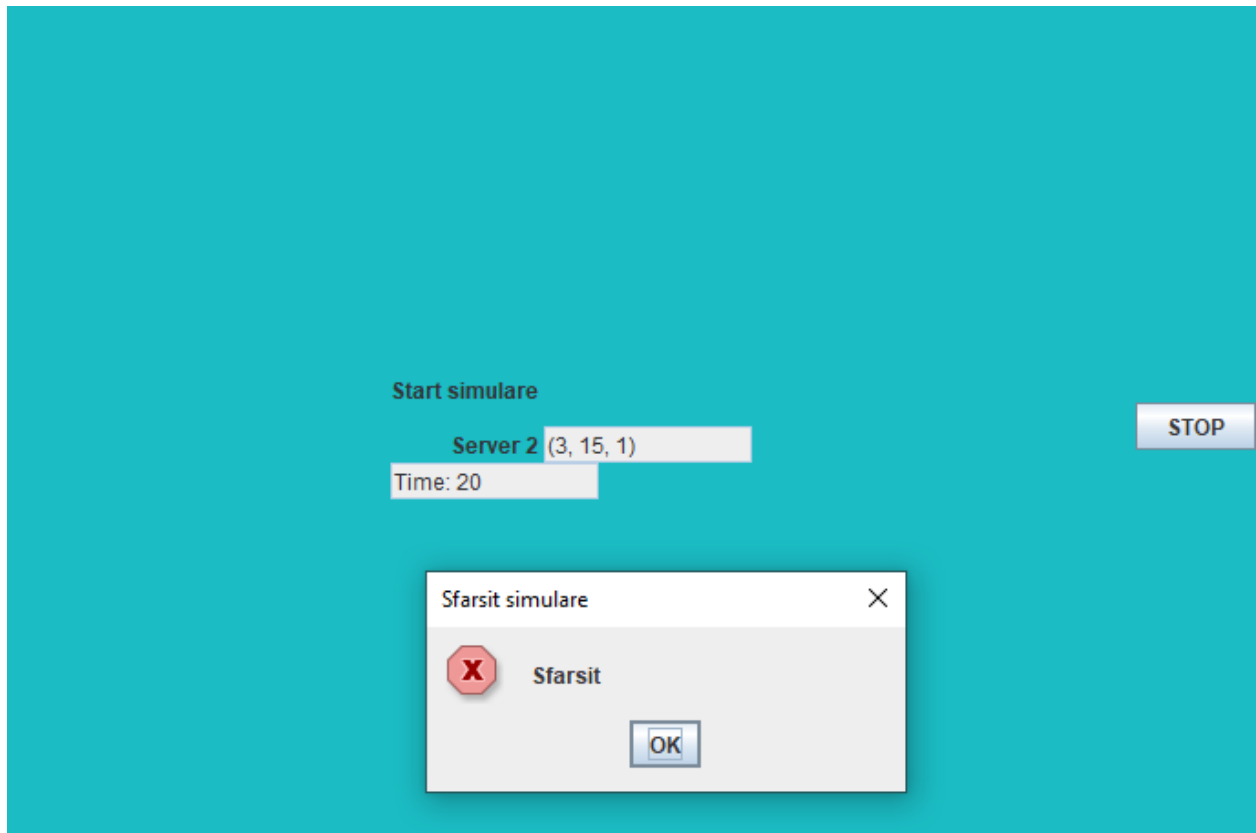 Start simulare
Server 2 (3, 15, 1)
STOP
Time: 20
Sfarsit simulare
X
Sfarsit
OK